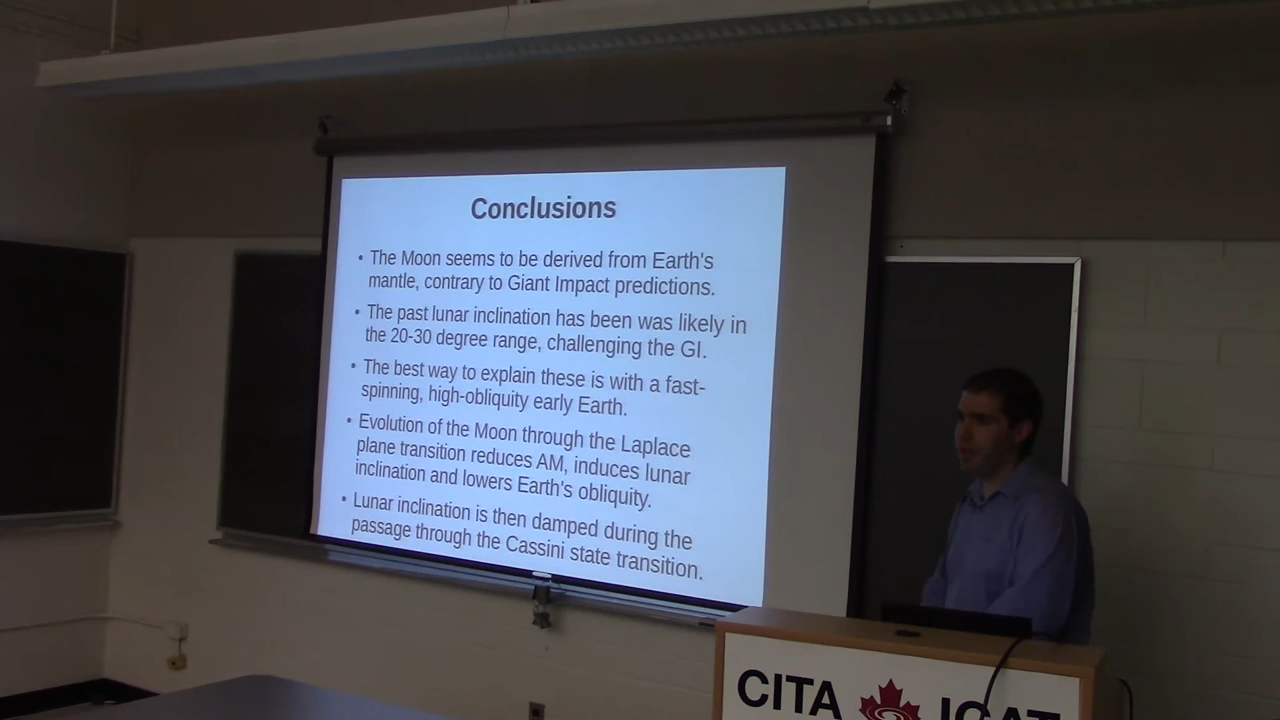 Conclusions
• The Moon seems to be derived from Earth's
mantle, contrary to Giant Impact predictions.
• The past lunar inclination has been was likely in
the 20-30 degree range, challenging the GI.
• The best way to explain these is with a fast-
spinning, high-obliquity early Earth.
• Evolution of the Moon through the Laplace
plane transition reduces AM, induces lunar
inclination and lowers Earth's obliquity.
• Lunar inclination is then damped during the
passage through the Cassini state transition.
CITA ICAT